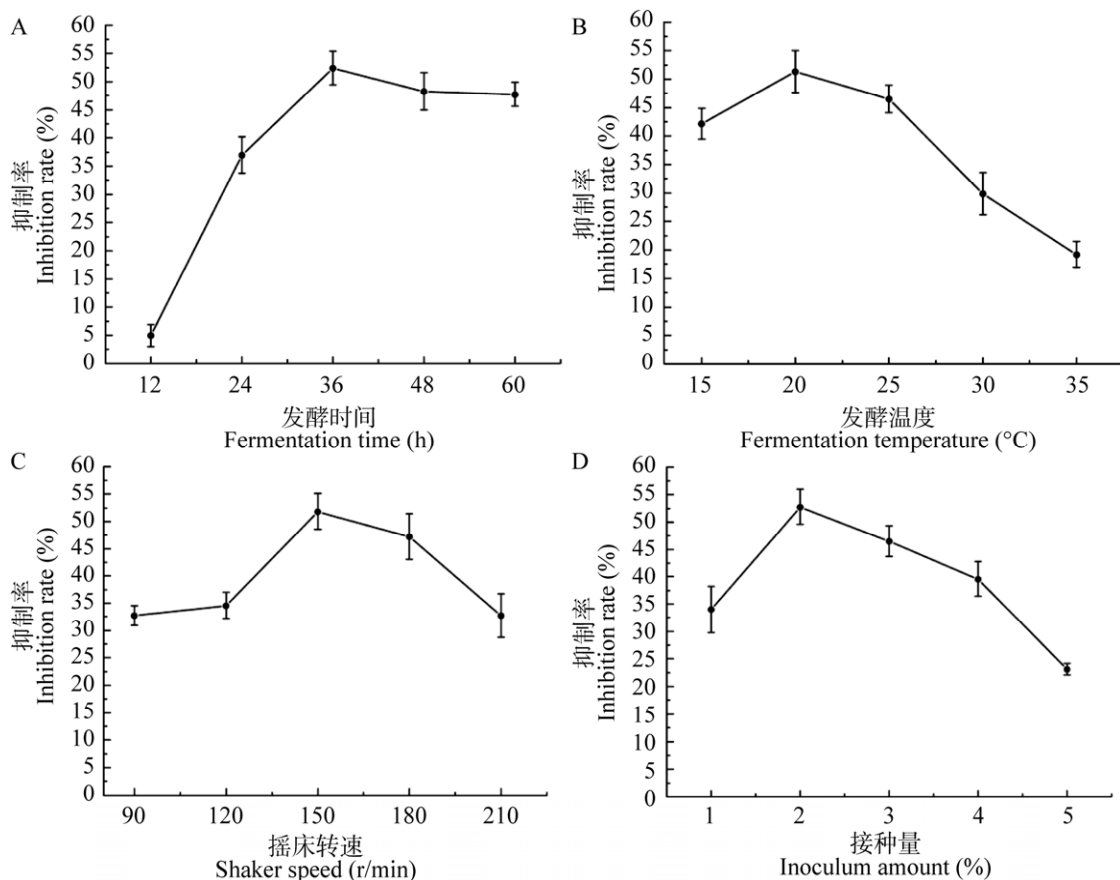 A
抑制率
Inhibition rate (%)
60
55
50
45
40
35
30
25
20
15
10
5
0
12 24 36 48 60
发酵时间
Fermentation time (h)
B
抑制率
Inhibition rate (%)
60
55
50
45
40
35
30
25
20
15
10
5
0
15 20 25 30 35
发酵温度
Fermentation temperature (°C)
C
抑制率
Inhibition rate (%)
60
55
50
45
40
35
30
25
20
15
10
5
0
90 120 150 180 210
摇床转速
Shaker speed (r/min)
D
抑制率
Inhibition rate (%)
60
55
50
45
40
35
30
25
20
15
10
5
0
1 2 3 4 5
接种量
Inoculum amount (%)